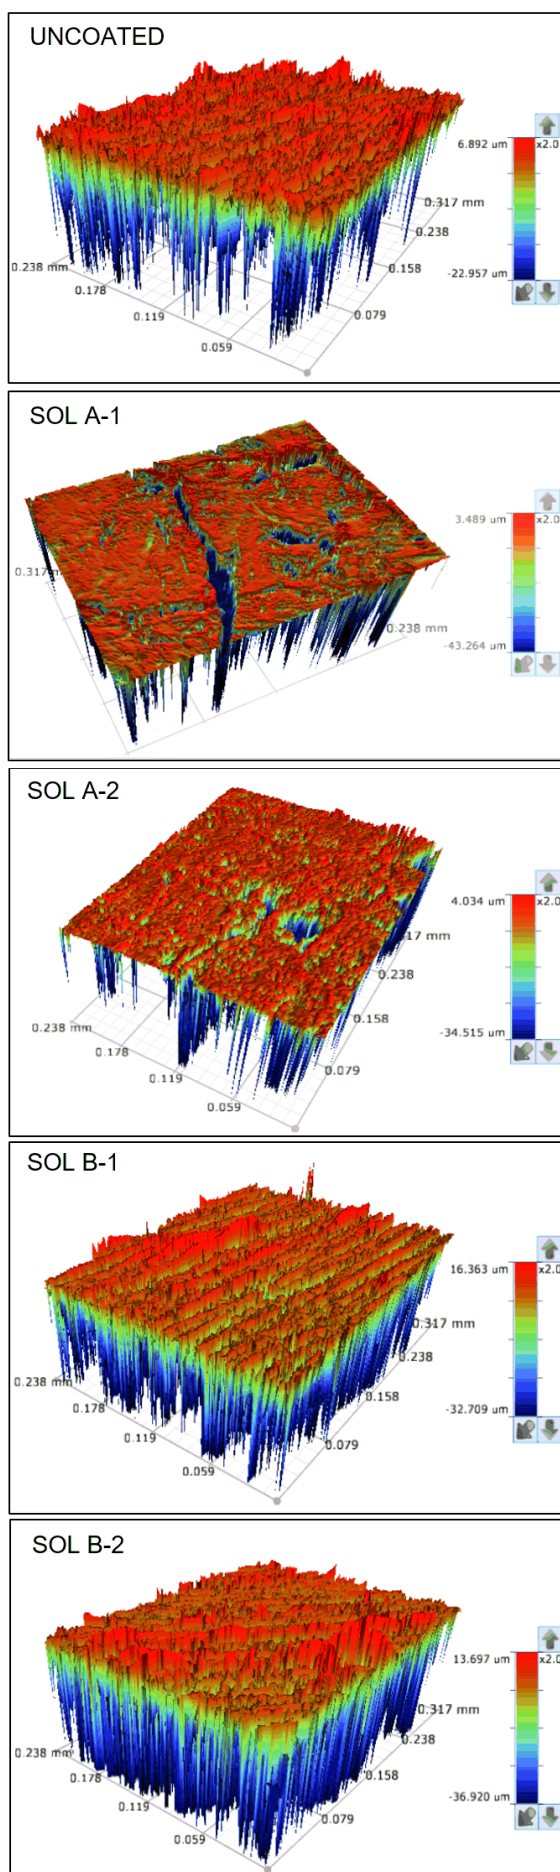 UNCOATED
6.892 um
x2.0
-22.957 um
0.317 mm
0.238
0.158
0.079
0.238 mm
0.178
0.119
0.059
SOL A-1
3.489 um
x2.0
-43.264 um
0.317 m
0.238 mm
SOL A-2
4.034 um
x2.0
-34.515 um
17 mm
0.238
0.158
0.079
0.238 mm
0.178
0.119
0.059
SOL B-1
16.363 um
x2.0
-32.709 um
0.317 mm
0.238
0.158
0.079
0.238 mm
0.178
0.119
0.059
SOL B-2
13.697 um
x2.0
-36.920 um
0.317 mm
0.238
0.158
0.079
0.238 mm
0.178
0.119
0.059